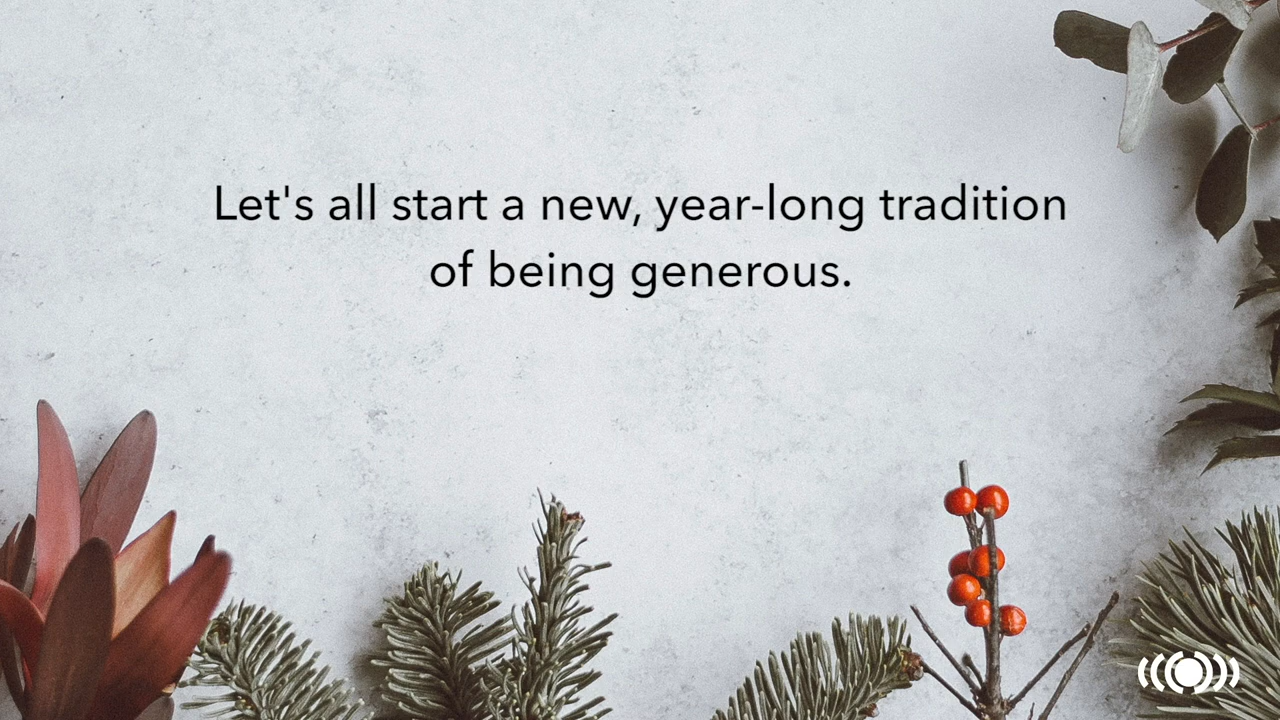 Let's all start a new, year-long tradition
of being generous.